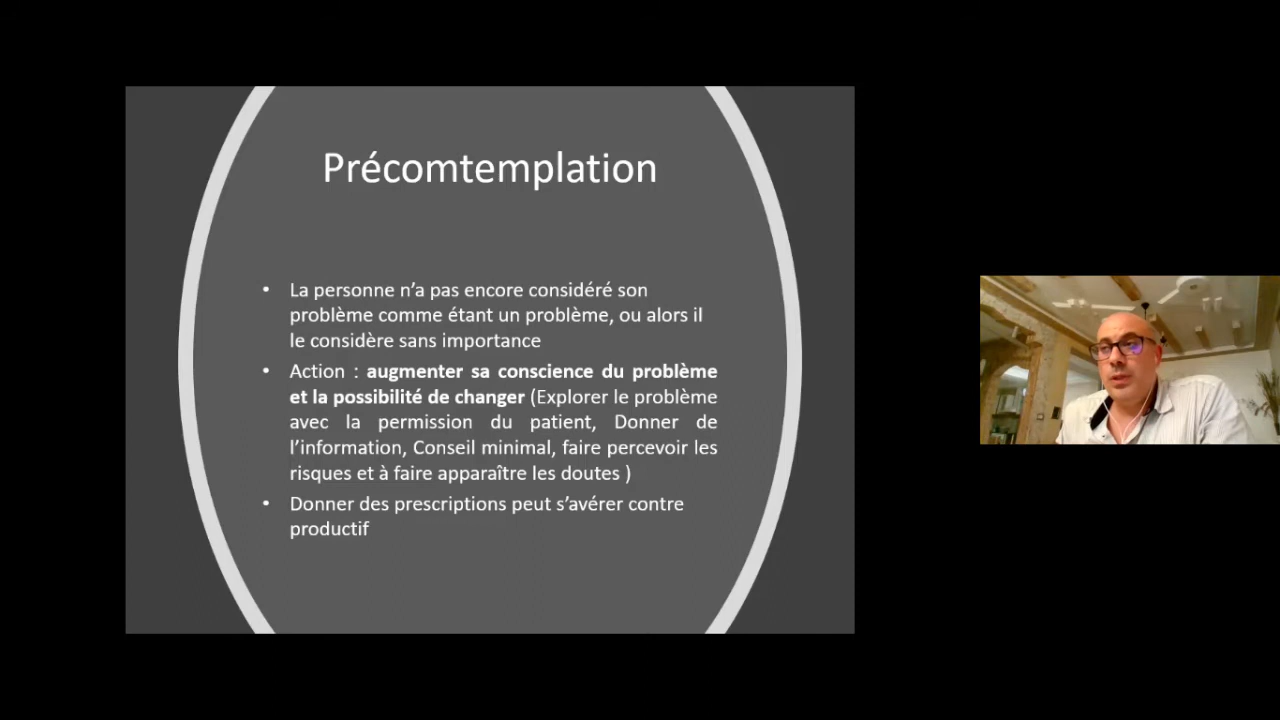 Précomtemplation
• La personne n’a pas encore considéré son
problème comme étant un problème, ou alors il
le considère sans importance
• Action : augmenter sa conscience du problème
et la possibilité de changer (Explorer le problème
avec la permission du patient, Donner de
l’information, Conseil minimal, faire percevoir les
risques et à faire apparaître les doutes )
• Donner des prescriptions peut s’avérer contre
productif